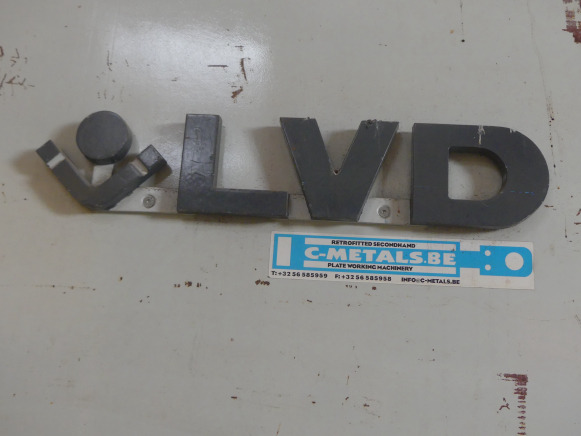 LVD
RETROFITTED SECONDHAND
C-METALS.BE
PLATE WORKING MACHINERY
T:+32 56 585959 F:+32 56 585958 INFO@C-METALS.BE